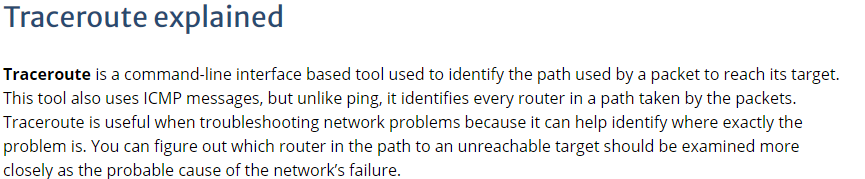 Traceroute explained
Traceroute is a command-line interface based tool used to identify the path used by a packet to reach its target.
This tool also uses ICMP messages, but unlike ping, it identifies every router in a path taken by the packets.
Traceroute is useful when troubleshooting network problems because it can help identify where exactly the
problem is. You can figure out which router in the path to an unreachable target should be examined more
closely as the probable cause of the network’s failure.